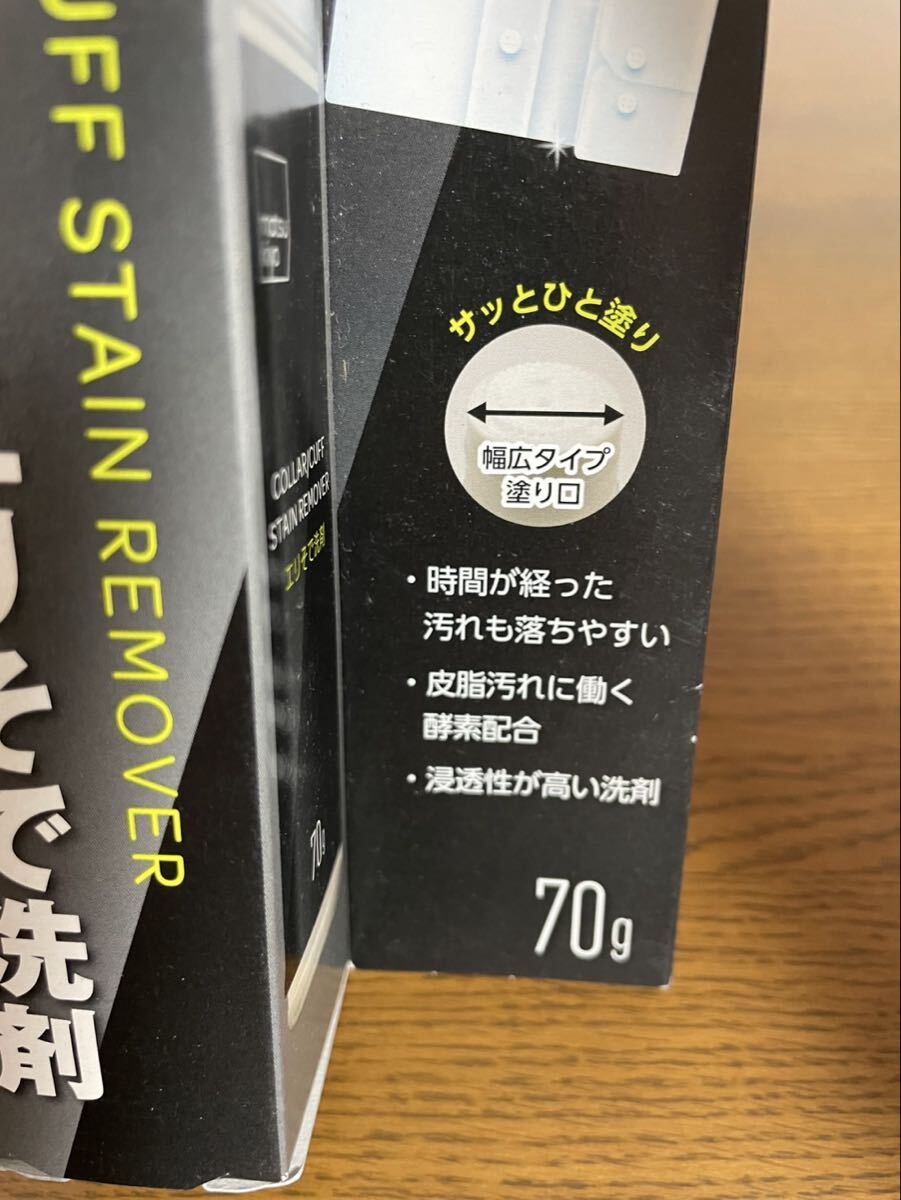 UFF STAIN REMOVER
そで洗剤
matsu
kiyo
COLLAR/CUFF
STAIN REMOVER
エリそで洗剤
70g
サッとひと塗り
幅広タイプ
塗り口
・時間が経った
汚れも落ちやすい
・皮脂汚れに働く
酵素配合
・浸透性が高い洗剤
70g